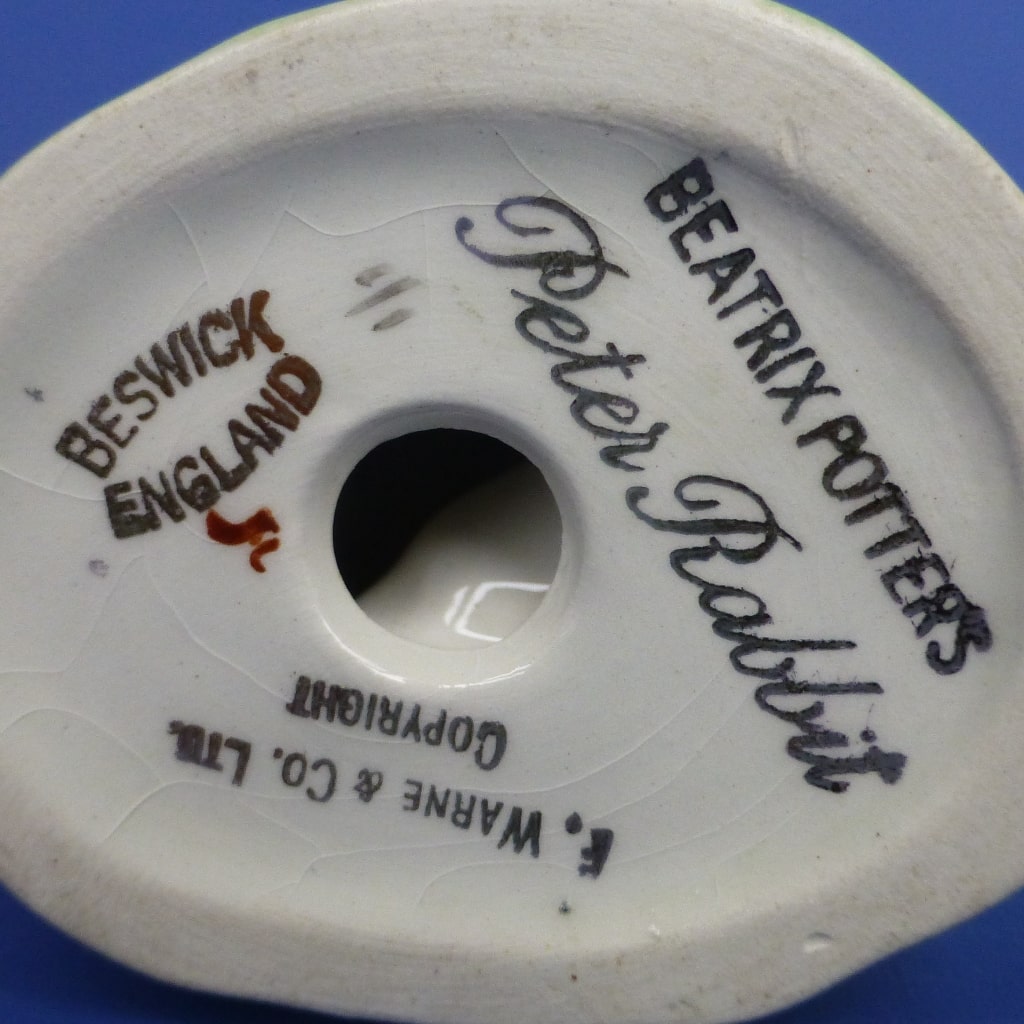 BEATRIX POTTER'S
Peter Rabbit
BESWICK
ENGLAND
F. WARNE & CO. LTD.
COPYRIGHT